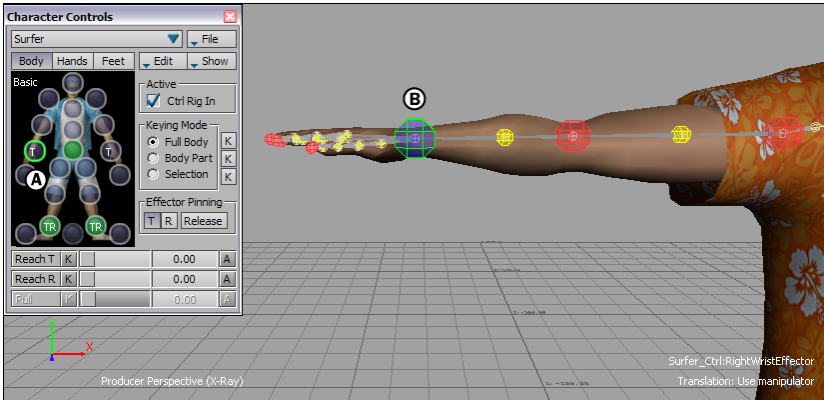 Character Controls
Surfer
File
Body Hands Feet Edit Show
Basic
Active
Ctrl Rig In
Keying Mode
Full Body K
Body Part K
Selection K
T T
A
B
Effector Pinning
T R Release
TR TR
Reach T K 0.00 A
Reach R K 0.00 A
Pull K 0.00 A
X
Surfer_Ctrl:RightWristEffector
Producer Perspective (X-Ray)
Translation: Use manipulator